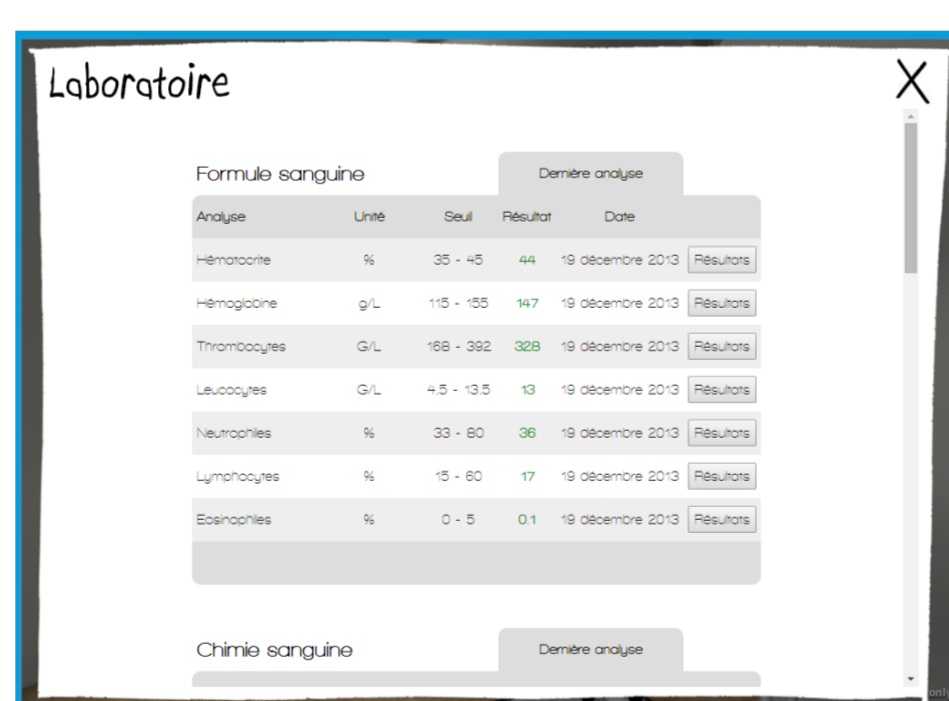 Laboratoire X
Formule sanguine Dernière analyse
Analyse Unité Seuil Résultat Date
Hématocrite % 35 - 45 44 19 décembre 2013 Résultats
Hémoglobine g/L 115 - 155 147 19 décembre 2013 Résultats
Thrombocytes G/L 168 - 392 328 19 décembre 2013 Résultats
Leucocytes G/L 4,5 - 13,5 13 19 décembre 2013 Résultats
Neutrophiles % 33 - 80 36 19 décembre 2013 Résultats
Lymphocytes % 15 - 60 17 19 décembre 2013 Résultats
Eosinophiles % 0 - 5 0.1 19 décembre 2013 Résultats
Chimie sanguine Dernière analyse
only